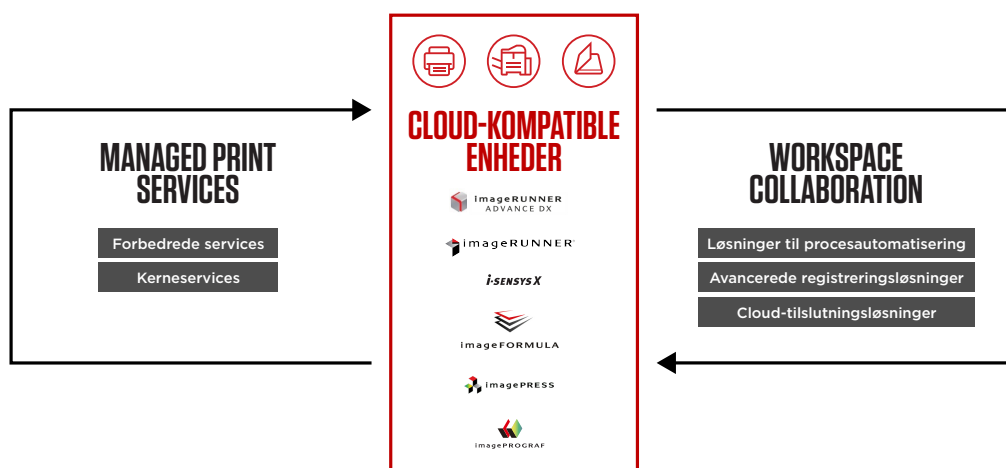 MANAGED PRINT
SERVICES
Forbedrede services
Kerneservices
CLOUD-KOMPATIBLE
ENHEDER
imageRUNNER
ADVANCE DX
imageRUNNER
i-SENSYS X
imageFORMULA
imagePRESS
imagePROGRAF
WORKSPACE
COLLABORATION
Løsninger til procesautomatisering
Avancerede registreringsløsninger
Cloud-tilslutningsløsninger